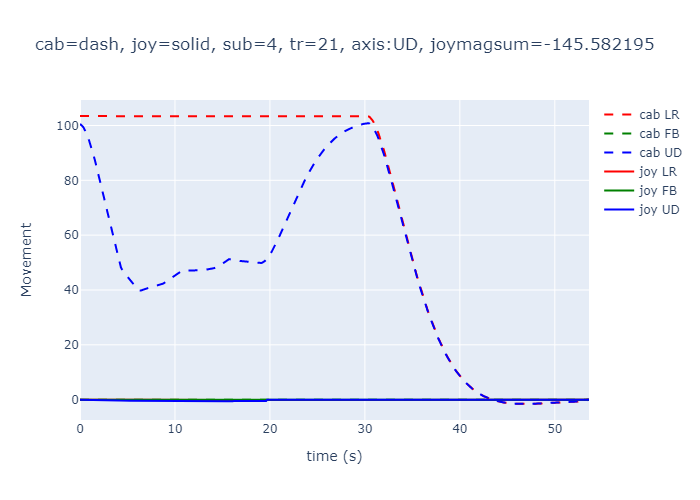 cab=dash, joy=solid, sub=4, tr=21, axis:UD, joymagsum=-145.582195
cab LR
cab FB
cab UD
joy LR
joy FB
joy UD
Movement
100
80
60
40
20
0
0 10 20 30 40 50
time (s)